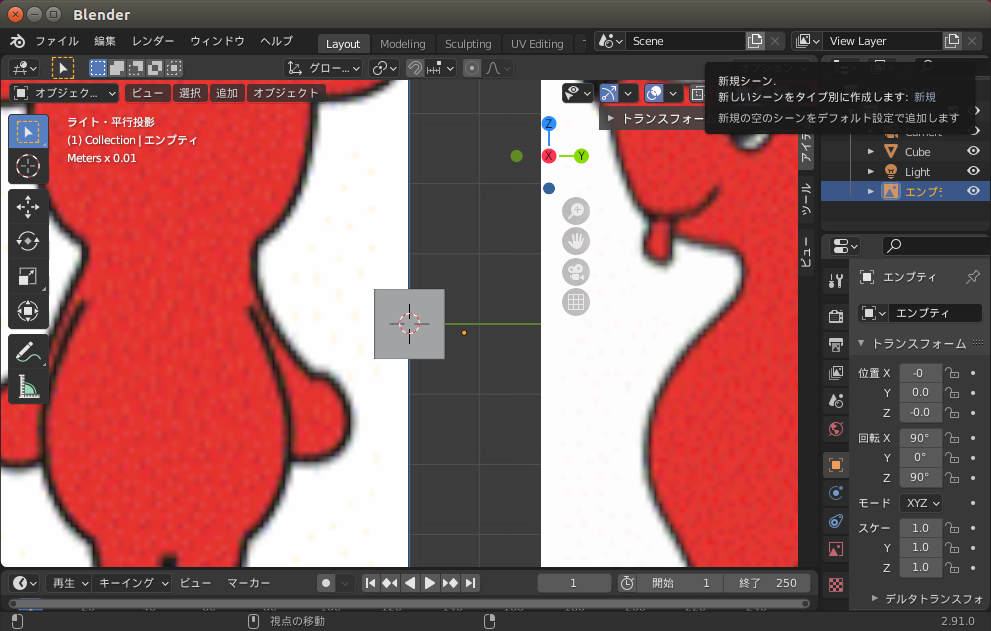 Blender
ファイル 編集 レンダー ウィンドウ ヘルプ Layout Modeling Sculpting UV Editing Scene View Layer
グロー...
オブジェク... ビュー 選択 追加 オブジェクト
新規シーン.
新しいシーンをタイプ別に作成します: 新規
新規の空のシーンをデフォルト設定で追加します
トランスフォー
ライト・平行投影
(1) Collection | エンプティ
Meters x 0.01
Z
X Y
ツール
ビュー
Cube
Light
エンプ
エンプティ
エンプティ
トランスフォーム
位置 X -0
Y 0.0
Z -0.0
回転 X 90°
Y 0°
Z 90°
モード XYZ
スケー 1.0
Y 1.0
Z 1.0
デルタトランスフォ
再生 キーイング ビュー マーカー 1 開始 1 終了 250
視点の移動 2.91.0